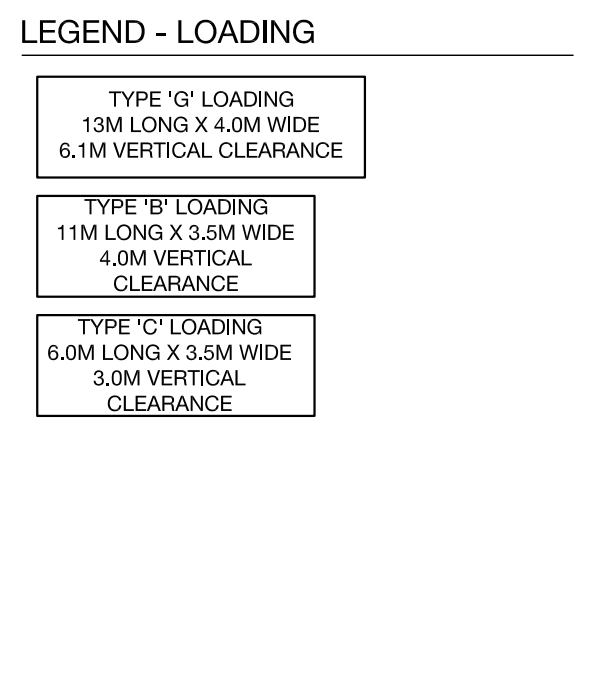 LEGEND - LOADING
TYPE 'G' LOADING
13M LONG X 4.0M WIDE
6.1M VERTICAL CLEARANCE
TYPE 'B' LOADING
11M LONG X 3.5M WIDE
4.0M VERTICAL
CLEARANCE
TYPE 'C' LOADING
6.0M LONG X 3.5M WIDE
3.0M VERTICAL
CLEARANCE